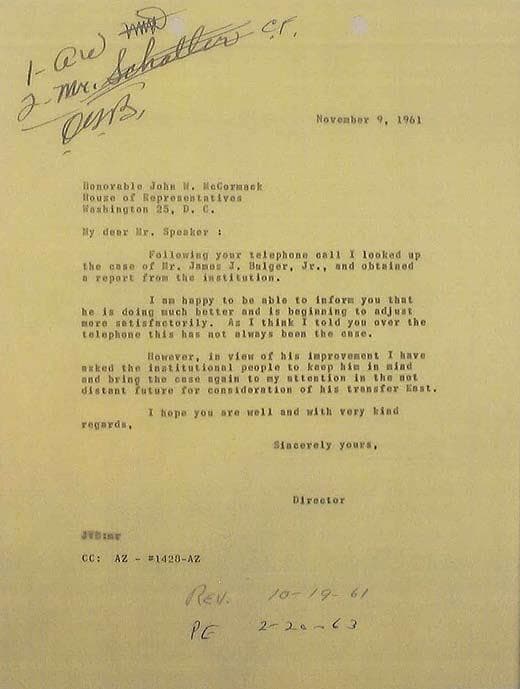 1- aw
2- Mr. Schaller C.F.
November 9, 1961
Honorable John W. McCormack
House of Representatives
Washington 25, D. C.
My dear Mr. Speaker :
Following your telephone call I looked up
the case of Mr. James J. Bulger, Jr., and obtained
a report from the institution.
I am happy to be able to inform you that
he is doing much better and is beginning to adjust
more satisfactorily. As I think I told you over the
telephone this has not always been the case.
However, in view of his improvement I have
asked the institutional people to keep him in mind
and bring the case again to my attention in the not
distant future for consideration of his transfer East.
I hope you are well and with very kind
regards,
Sincerely yours,
Director
JVB:mr
CC: AZ - #1428-AZ
Rev. 10-19-61
PE 2-20-63